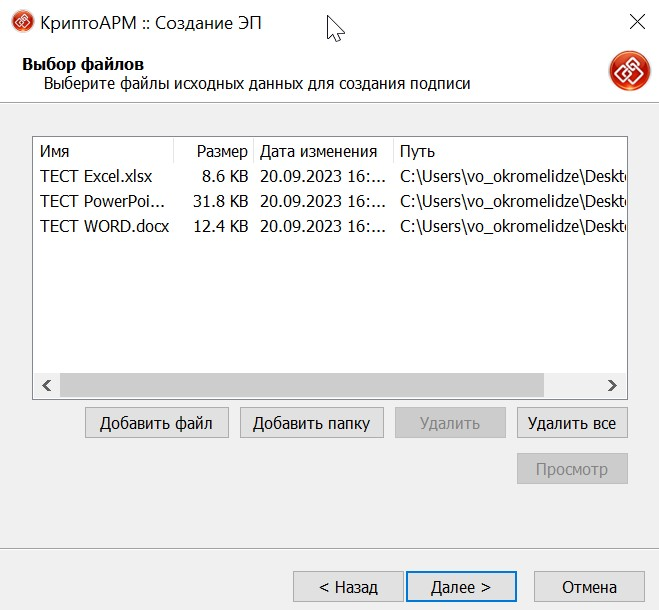 КриптоАРМ :: Создание ЭП
Выбор файлов
Выберите файлы исходных данных для создания подписи
Имя Размер Дата изменения Путь
ТЕСТ Excel.xlsx 8.6 KB 20.09.2023 16:... C:\Users\vo_okromelidze\Deskto
ТЕСТ PowerPoi... 31.8 KB 20.09.2023 16:... C:\Users\vo_okromelidze\Deskto
ТЕСТ WORD.docx 12.4 KB 20.09.2023 16:... C:\Users\vo_okromelidze\Deskto
Добавить файл Добавить папку Удалить Удалить все
Просмотр
< Назад Далее > Отмена